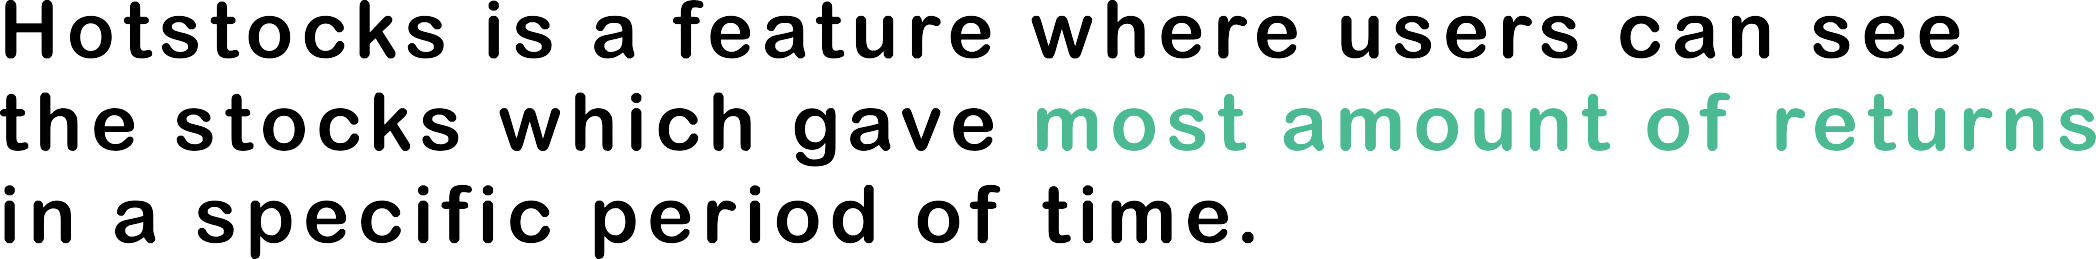 Hotstocks is a feature where users can see
the stocks which gave most amount of returns
in a specific period of time.